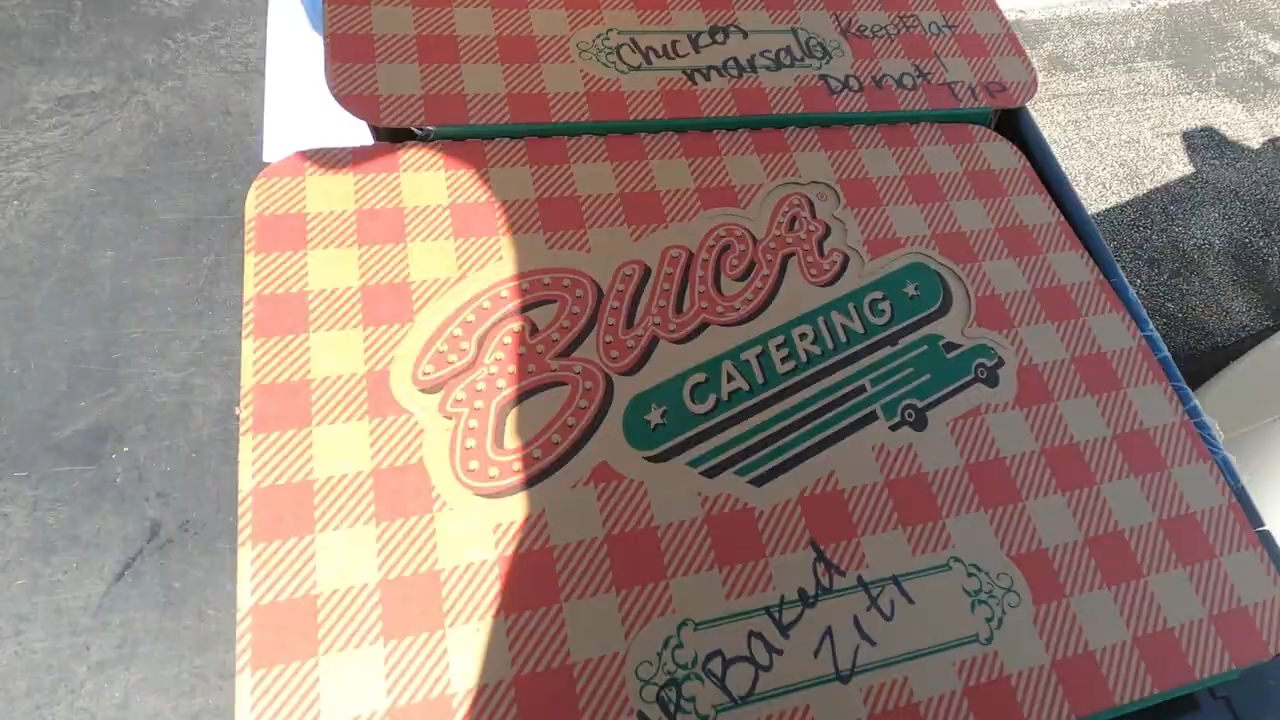 Chicken Keep Flat
marsala Do not! Tip
BUCA®
CATERING
Baked
Ziti